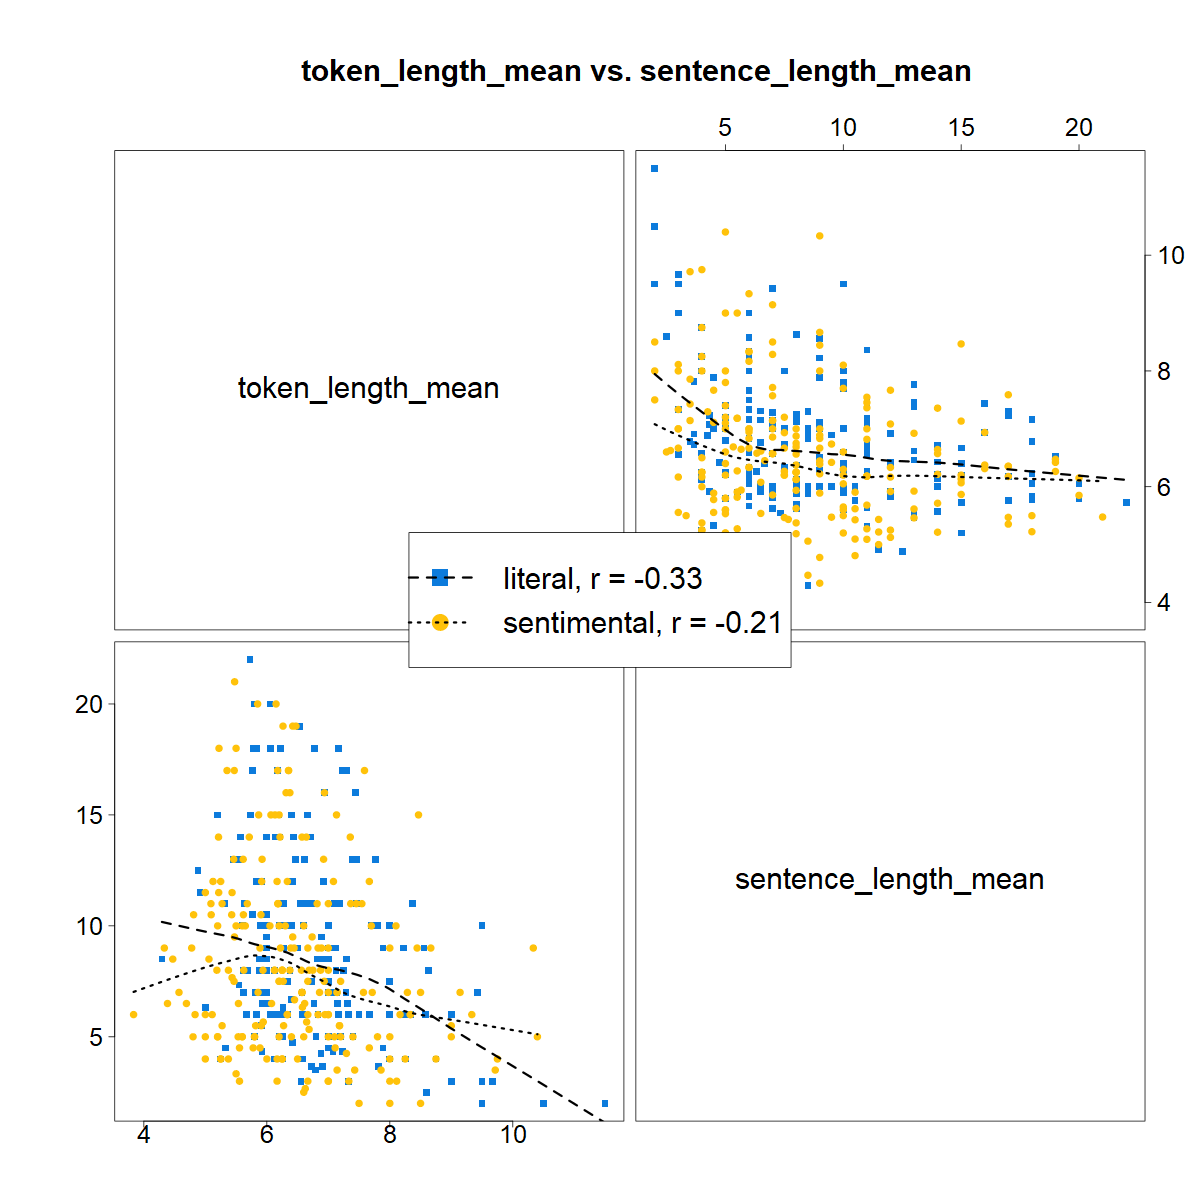 token_length_mean vs. sentence_length_mean
5 10 15 20
token_length_mean
10
8
6
4
literal, r = -0.33
sentimental, r = -0.21
20
15
10
5
sentence_length_mean
4 6 8 10